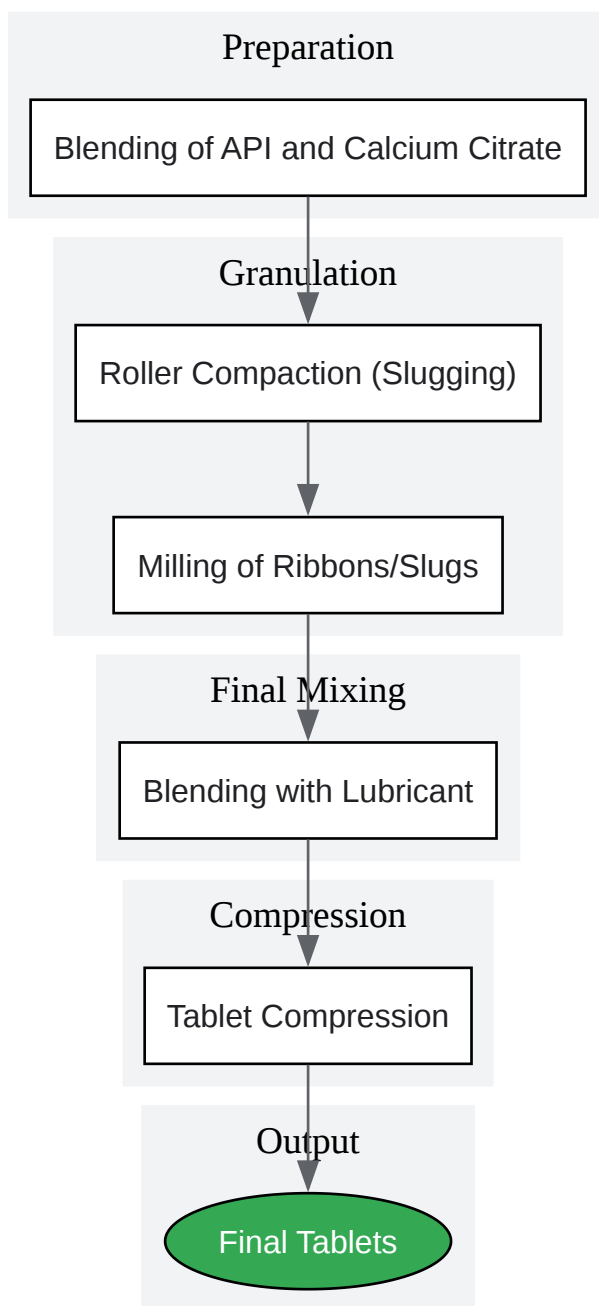 Preparation
Blending of API and Calcium Citrate
Granulation
Roller Compaction (Slugging)
Milling of Ribbons/Slugs
Final Mixing
Blending with Lubricant
Compression
Tablet Compression
Output
Final Tablets